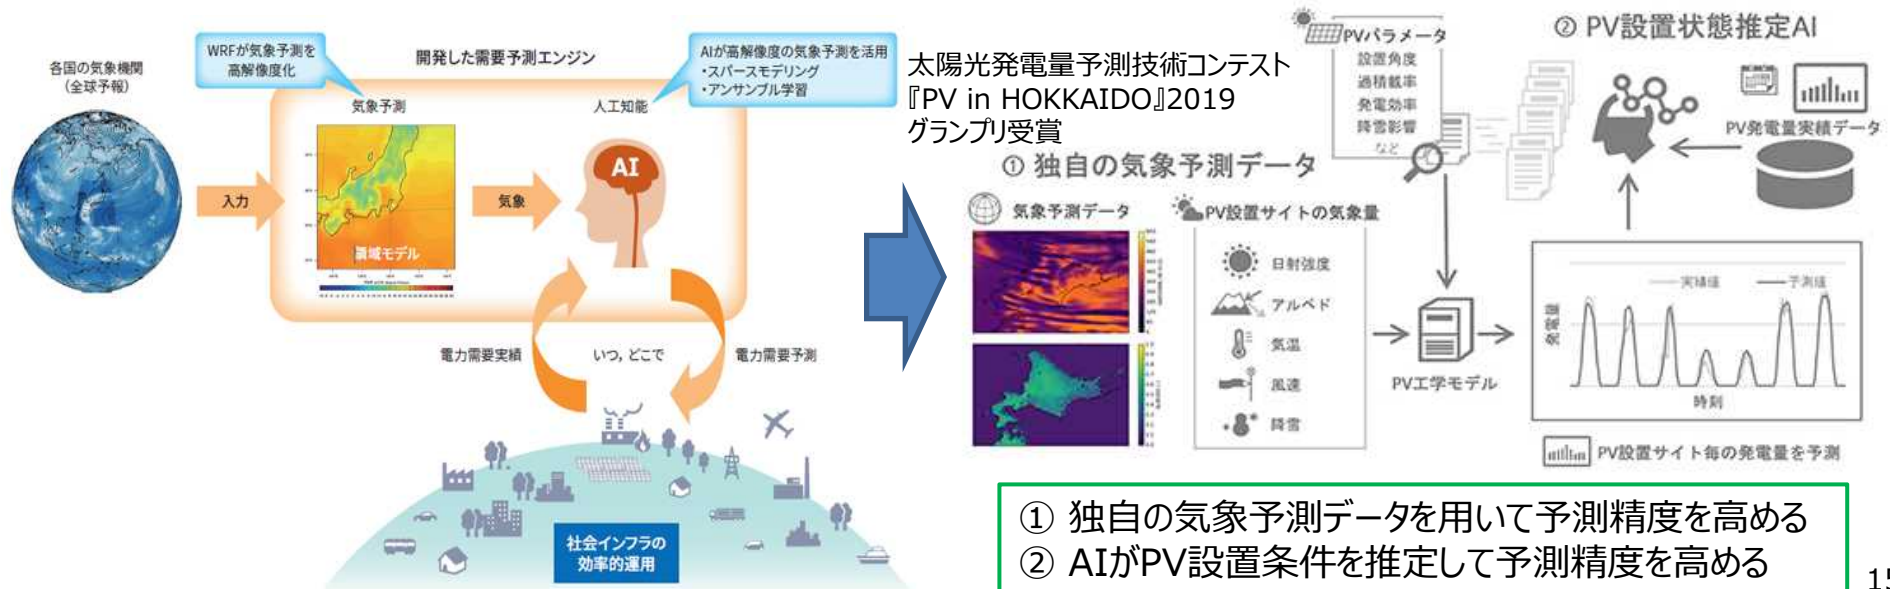 各国の気象機関
(全球予報)
WRFが気象予測を
高解像度化
開発した需要予測エンジン
AIが高解像度の気象予測を活用
・スパースモデリング
・アンサンブル学習
気象予測
人工知能
AI
入力
気象
領域モデル
電力需要実績
いつ, どこで
電力需要予測
社会インフラの
効率的運用
太陽光発電量予測技術コンテスト
『PV in HOKKAIDO』2019
グランプリ受賞
① 独自の気象予測データ
気象予測データ
PV設置サイトの気象量
日射強度
アルベド
気温
風速
降雪
PVパラメータ
設置角度
過積載率
発電効率
降雪影響
など
② PV設置状態推定AI
PV発電量実績データ
PV工学モデル
実績値
予測値
発電量
時刻
PV設置サイト毎の発電量を予測
① 独自の気象予測データを用いて予測精度を高める
② AIがPV設置条件を推定して予測精度を高める
15